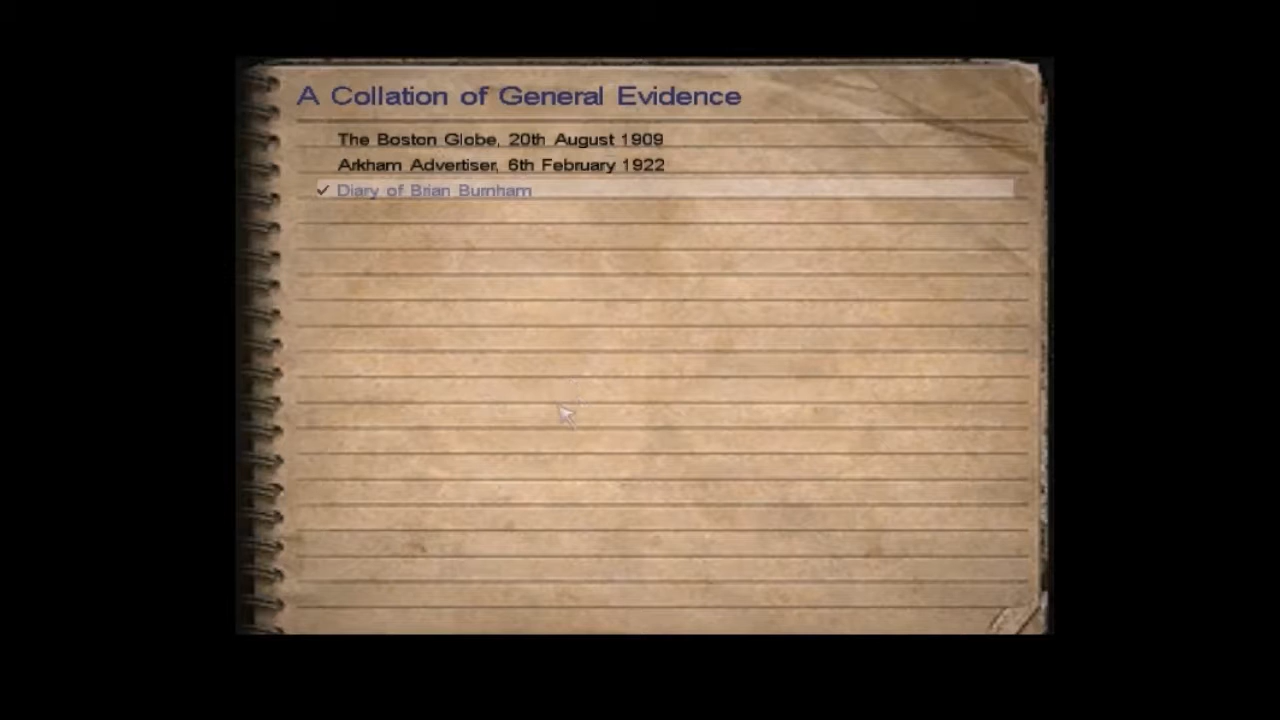 A Collation of General Evidence
The Boston Globe, 20th August 1909
Arkham Advertiser, 6th February 1922
✓ Diary of Brian Burnham